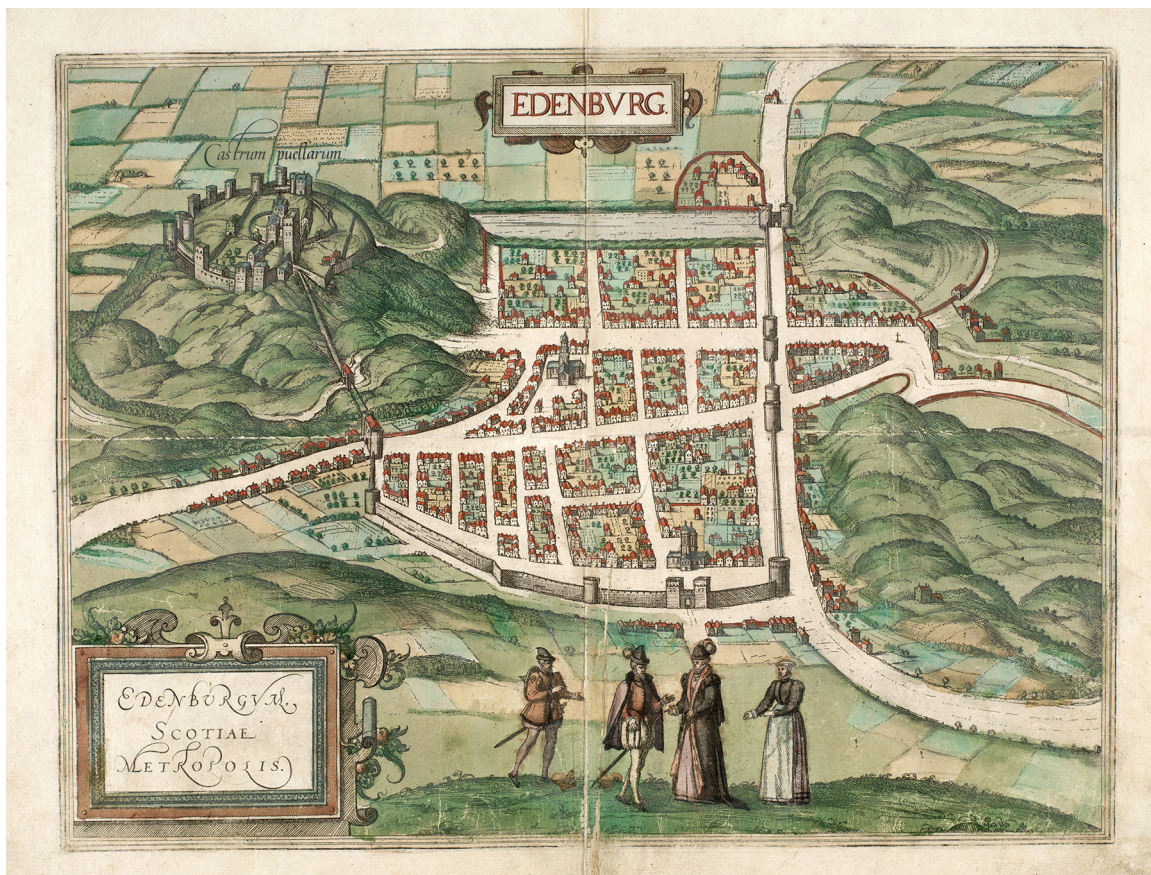 EDENBVRG.
Castrum puellarum
EDENBVRGVM,
SCOTIAE
METROPOLIS.